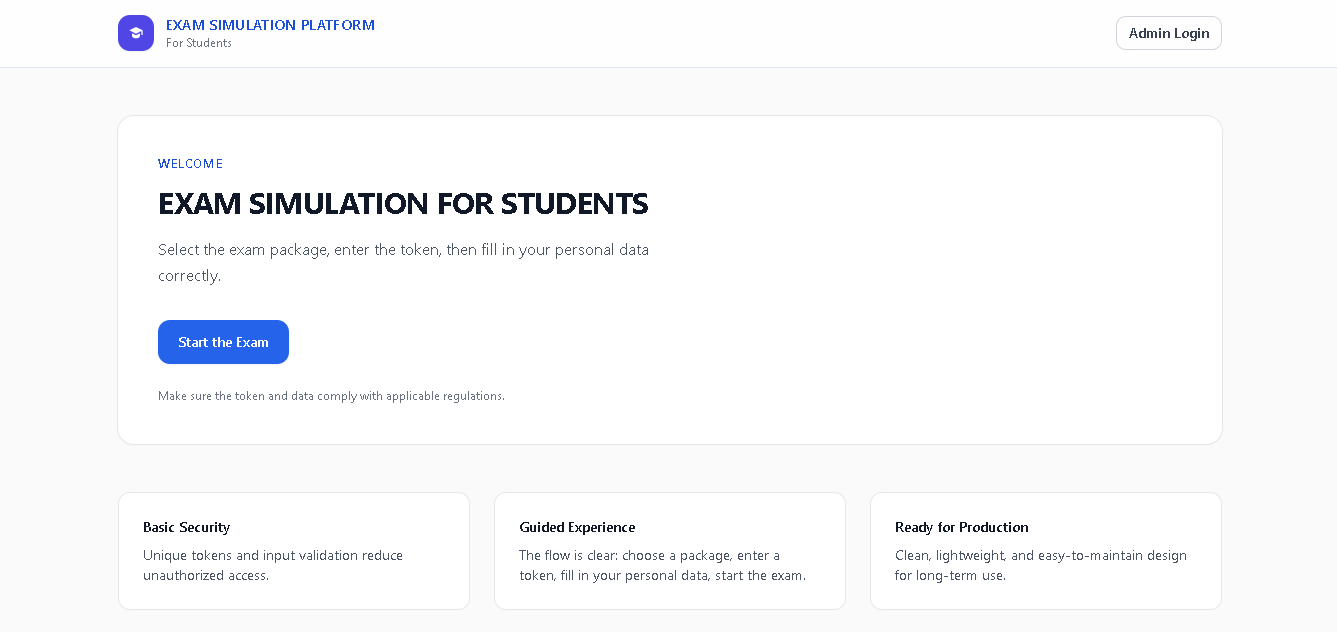 EXAM SIMULATION PLATFORM
For Students
Admin Login
WELCOME
EXAM SIMULATION FOR STUDENTS
Select the exam package, enter the token, then fill in your personal data
correctly.
Start the Exam
Make sure the token and data comply with applicable regulations.
Basic Security
Unique tokens and input validation reduce
unauthorized access.
Guided Experience
The flow is clear: choose a package, enter a
token, fill in your personal data, start the exam.
Ready for Production
Clean, lightweight, and easy-to-maintain design
for long-term use.